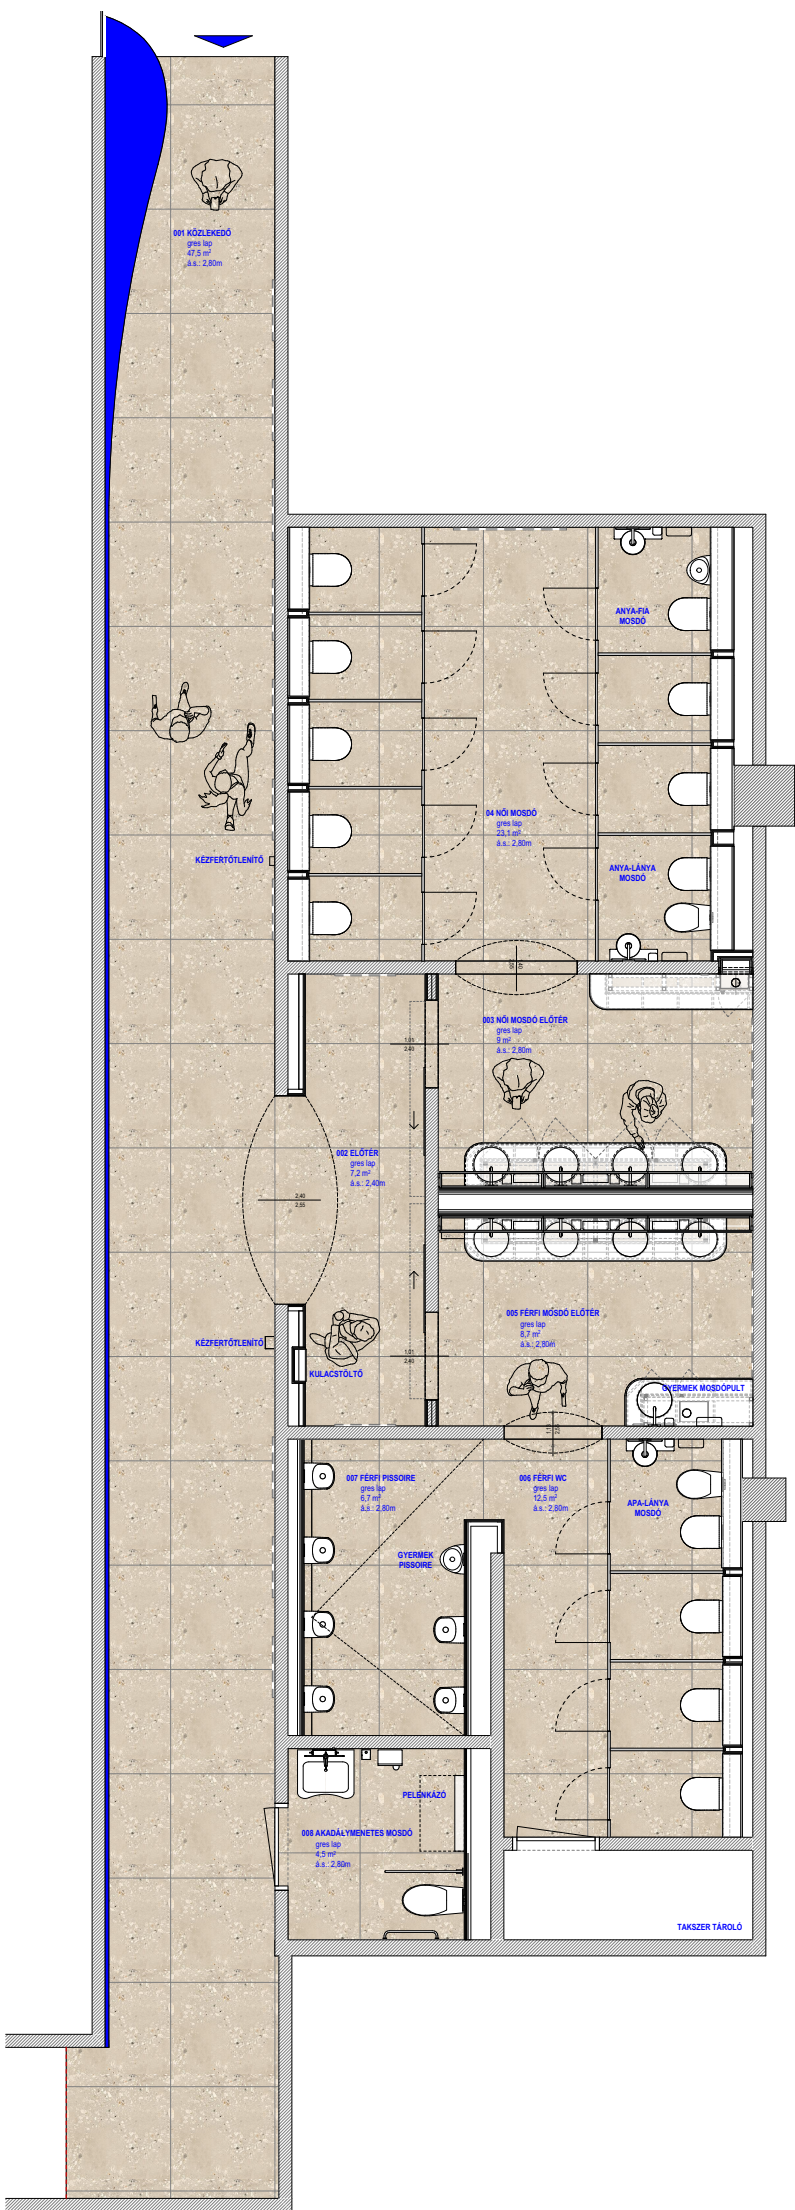 001 KÖZLEKEDŐ
gres lap
47,5 m²
á.s.: 2,80m
ANYA-FIA
MOSDÓ
04 NŐI MOSDÓ
gres lap
23,1 m²
á.s.: 2,80m
KÉZFERTŐTLENÍTŐ
ANYA-LÁNYA
MOSDÓ
003 NŐI MOSDÓ ELŐTÉR
gres lap
9 m²
á.s.: 2,80m
1,01
2,40
002 ELŐTÉR
gres lap
7,2 m²
á.s.: 2,40m
2,40
2,55
005 FÉRFI MOSDÓ ELŐTÉR
gres lap
8,7 m²
á.s.: 2,80m
KÉZFERTŐTLENÍTŐ
1,01
2,40
KULACSTÖLTŐ
GYERMEK MOSDÓPULT
007 FÉRFI PISSOIRE
gres lap
6,7 m²
á.s.: 2,80m
006 FÉRFI WC
gres lap
12,5 m²
á.s.: 2,80m
APA-LÁNYA
MOSDÓ
GYERMEK
PISSOIRE
PELENKÁZÓ
008 AKADÁLYMENETES MOSDÓ
gres lap
4,5 m²
á.s.: 2,80m
TAKSZER TÁROLÓ